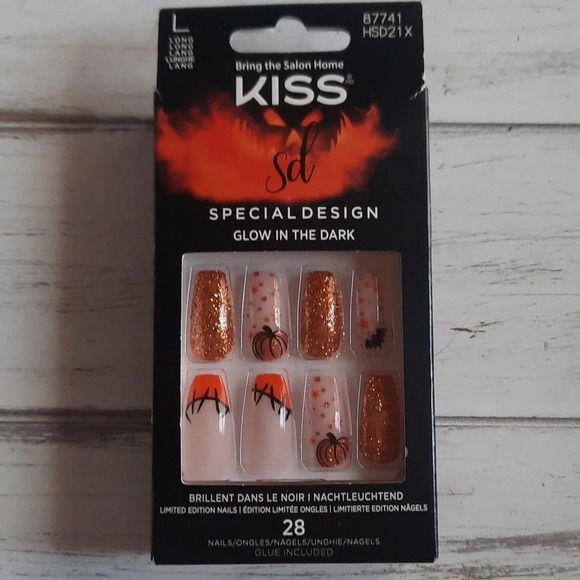 L
LONG
LONG
LANG
LUNGHE
LANG
87741
HSD21X
Bring the Salon Home
KISS
sd
SPECIAL DESIGN
GLOW IN THE DARK
BRILLENT DANS LE NOIR I NACHTLEUCHTEND
LIMITED EDITION NAILS | ÉDITION LIMITÉE ONGLES | LIMITIERTE EDITION NÄGELS
28
NAILS/ONGLES/NÄGELS/UNGHIE/NAGELS
GLUE INCLUDED